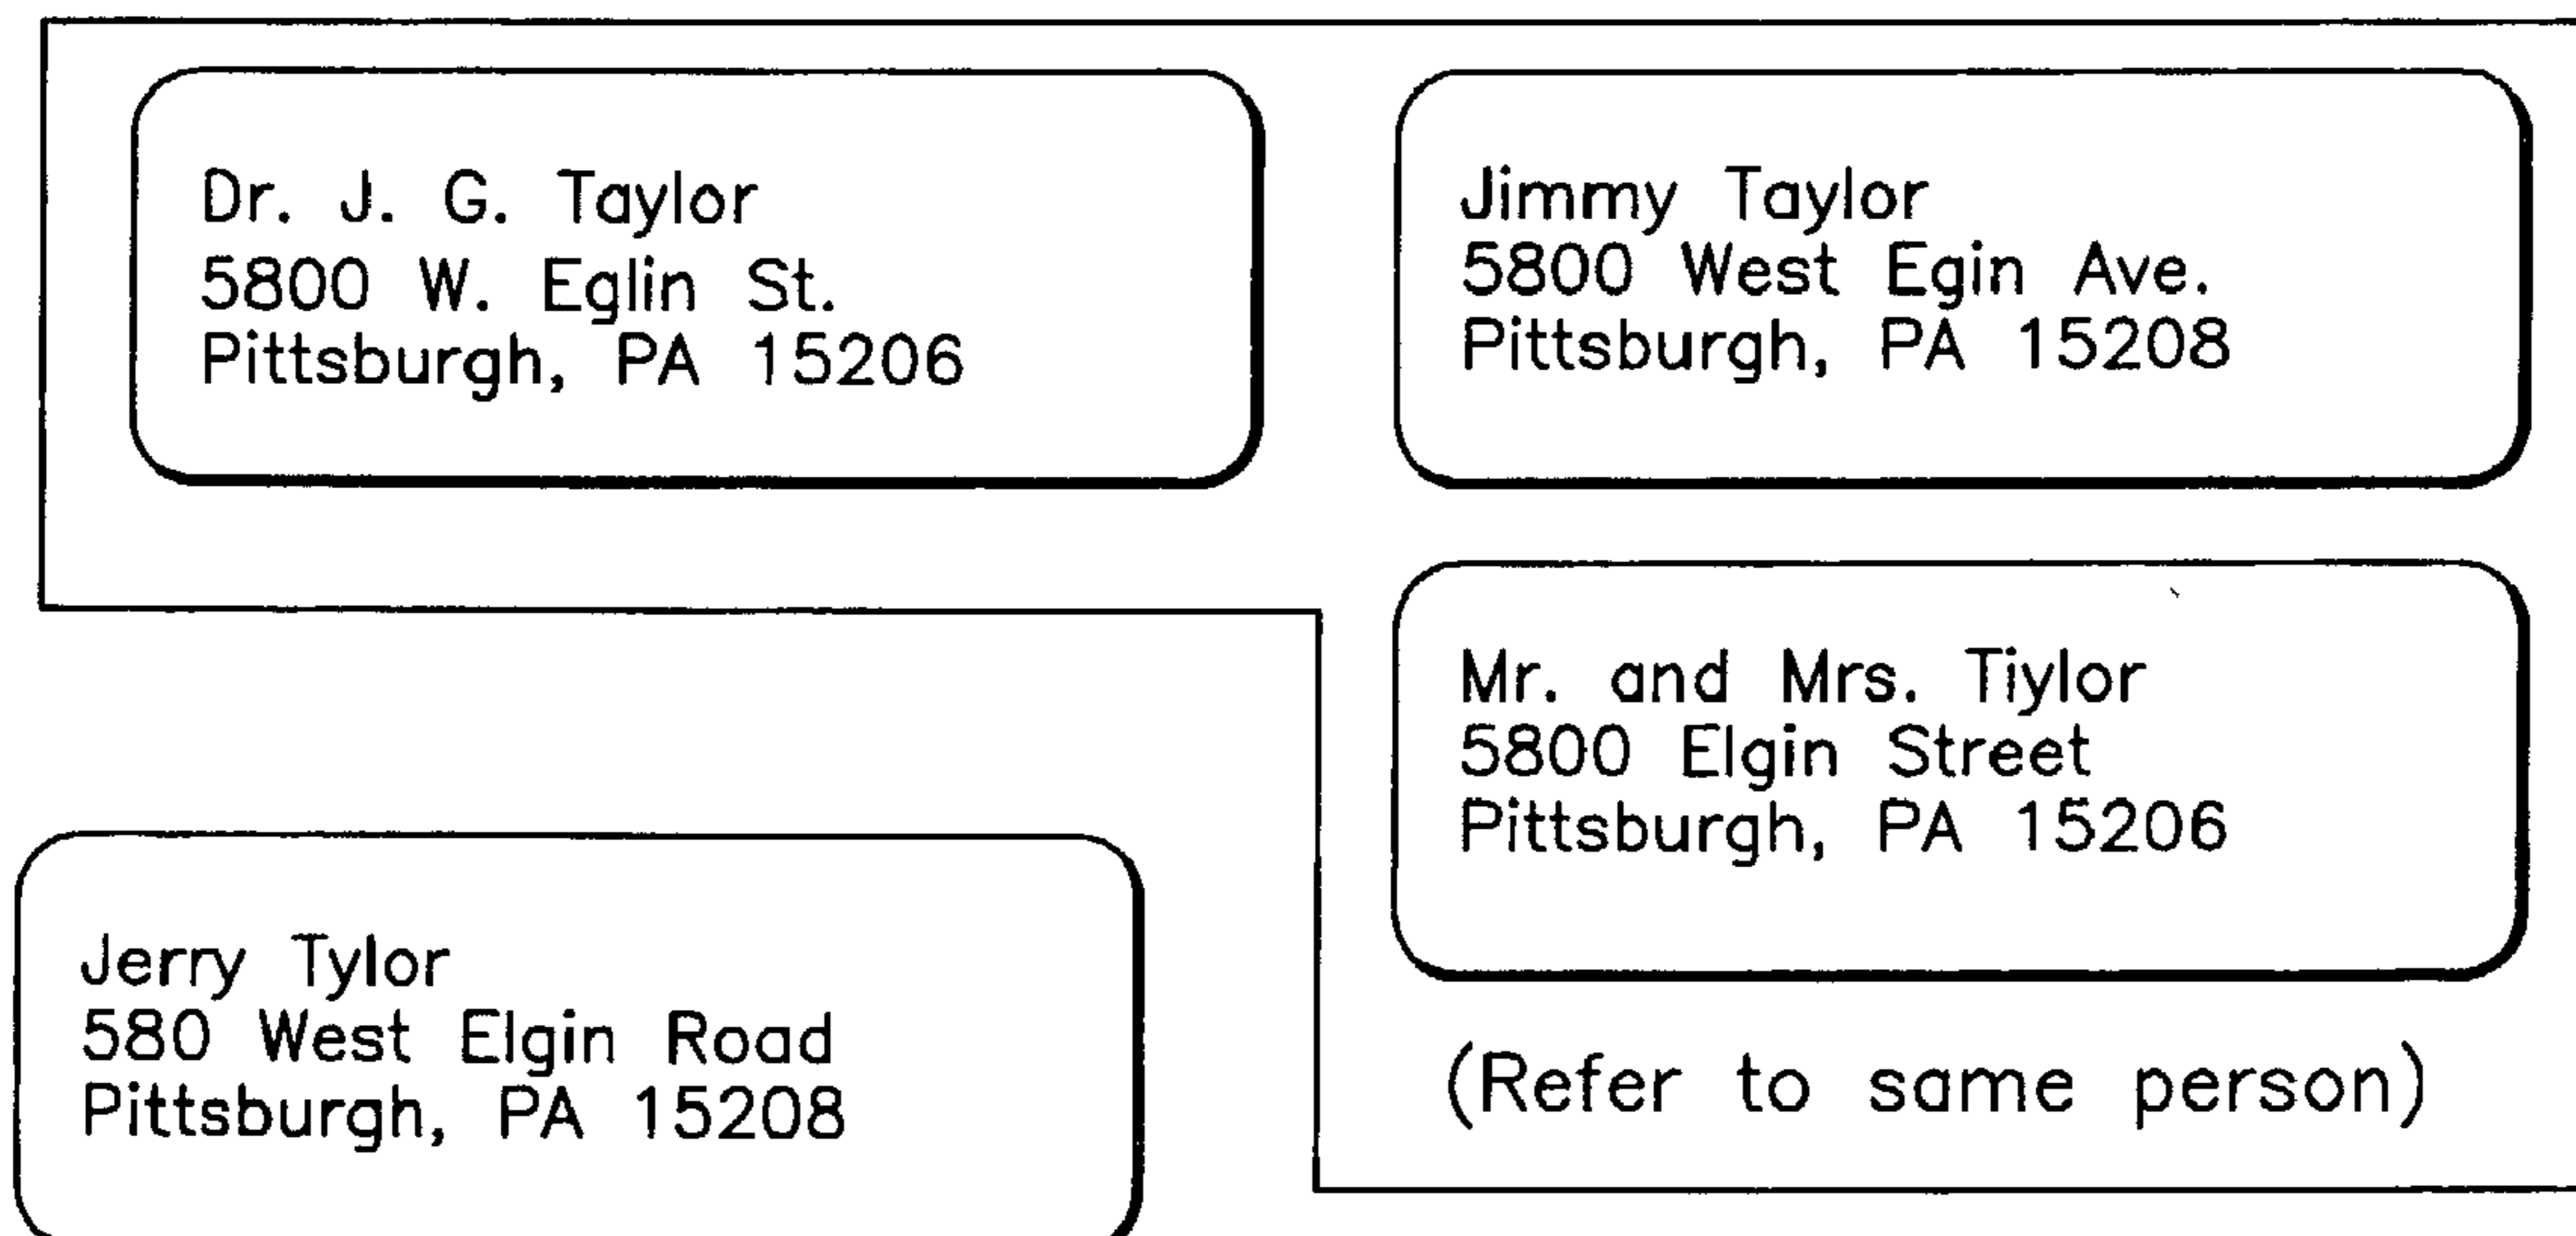 Dr. J. G. Taylor
5800 W. Eglin St.
Pittsburgh, PA 15206
Jimmy Taylor
5800 West Egin Ave.
Pittsburgh, PA 15208
Mr. and Mrs. Tiylor
5800 Elgin Street
Pittsburgh, PA 15206
(Refer to same person)
Jerry Tylor
580 West Elgin Road
Pittsburgh, PA 15208